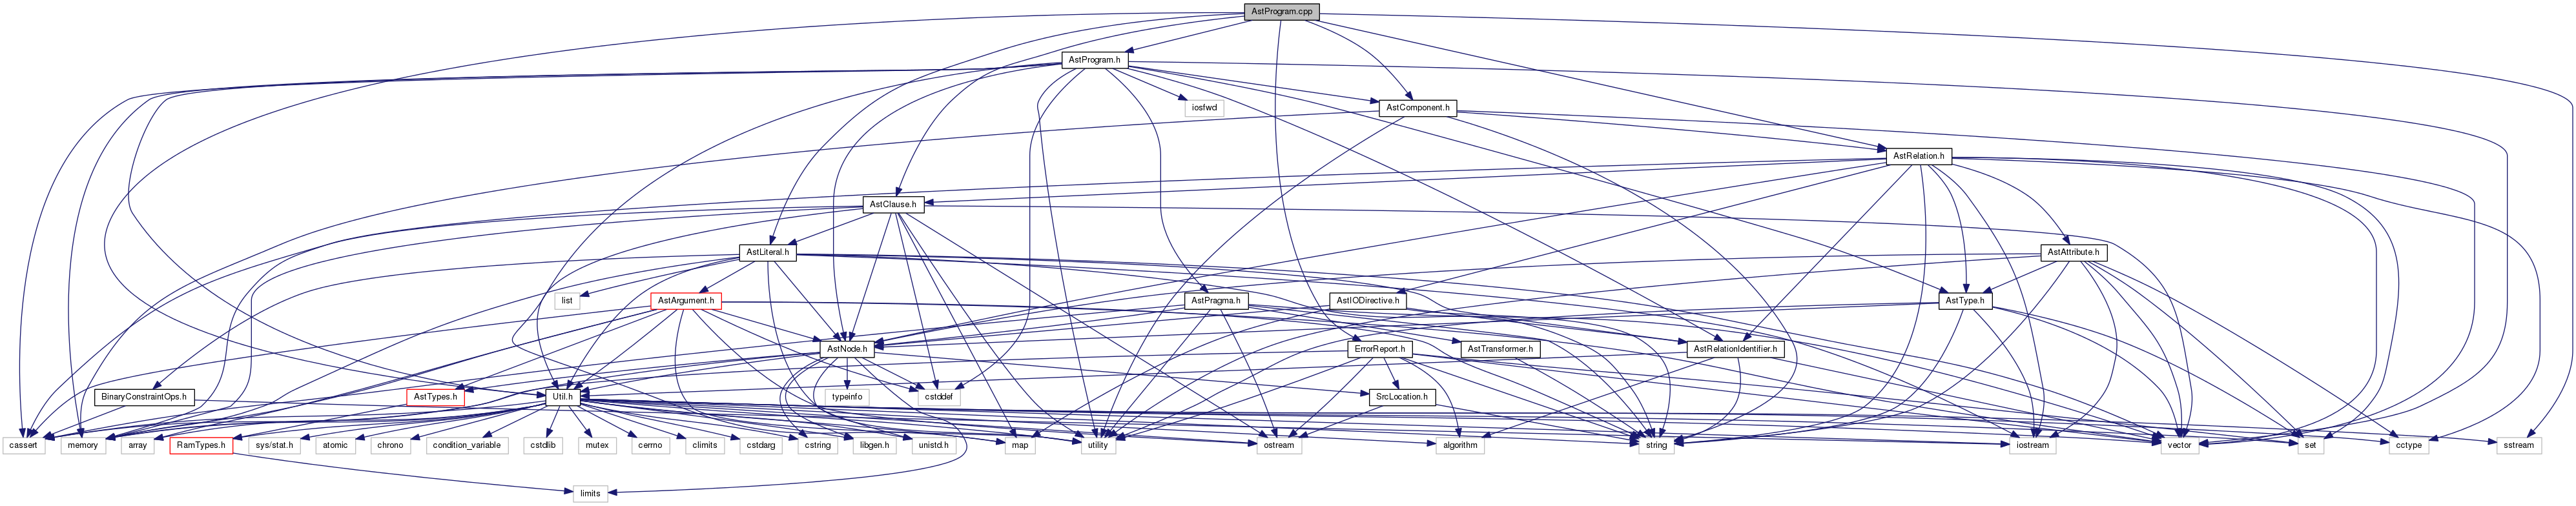 AstProgram.cpp
AstProgram.h
iosfwd
AstComponent.h
AstRelation.h
AstClause.h
AstLiteral.h
AstAttribute.h
list
AstArgument.h
AstPragma.h
AstIODirective.h
AstType.h
AstNode.h
ErrorReport.h
AstTransformer.h
AstRelationIdentifier.h
BinaryConstraintOps.h
AstTypes.h
Util.h
typeinfo
cstddef
SrcLocation.h
cassert
memory
array
RamTypes.h
sys/stat.h
atomic
chrono
condition_variable
cstdlib
mutex
cerrno
climits
cstdarg
cstring
libgen.h
unistd.h
map
utility
ostream
algorithm
string
iostream
vector
set
cctype
sstream
limits